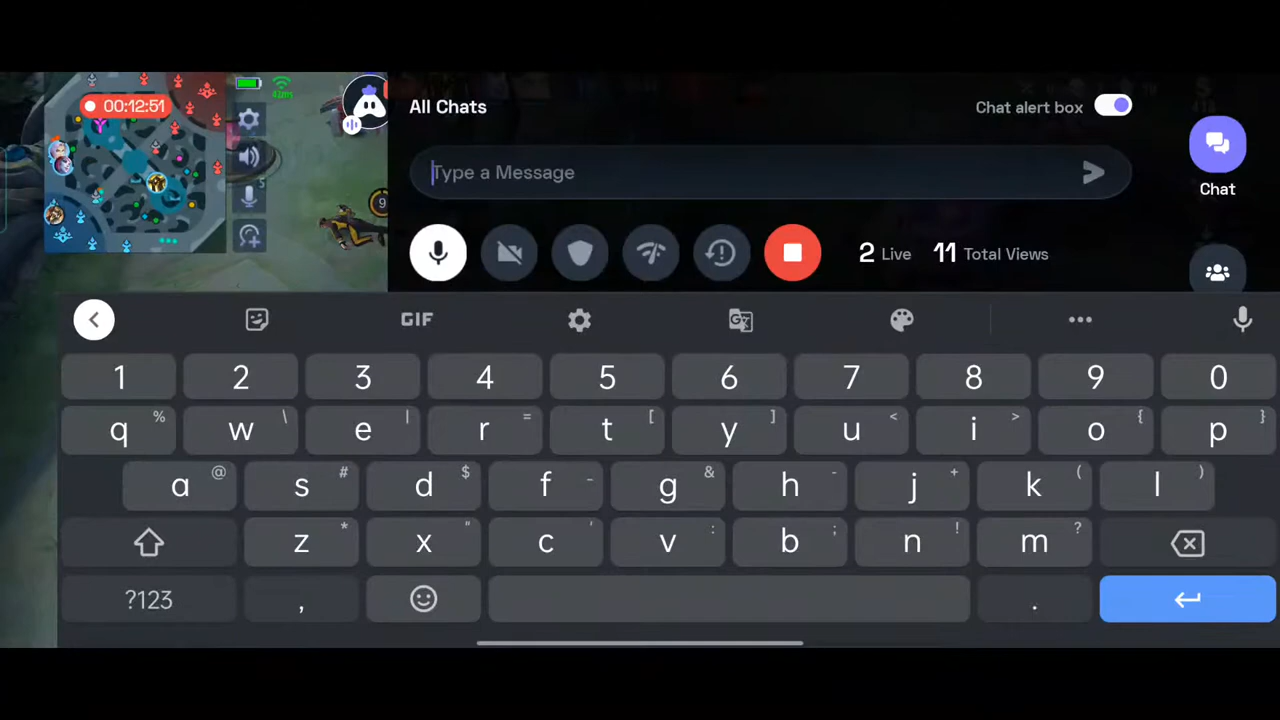 00:12:51
All Chats
Chat alert box
Type a Message
Chat
2 Live 11 Total Views
GIF
1 2 3 4 5 6 7 8 9 0
q % w \ e | r = t [ y ] u < i > o { p }
a @ s # d $ f _ g & h - j + k ( l )
z * x " c ' v : b ; n ! m ?
?123 , .